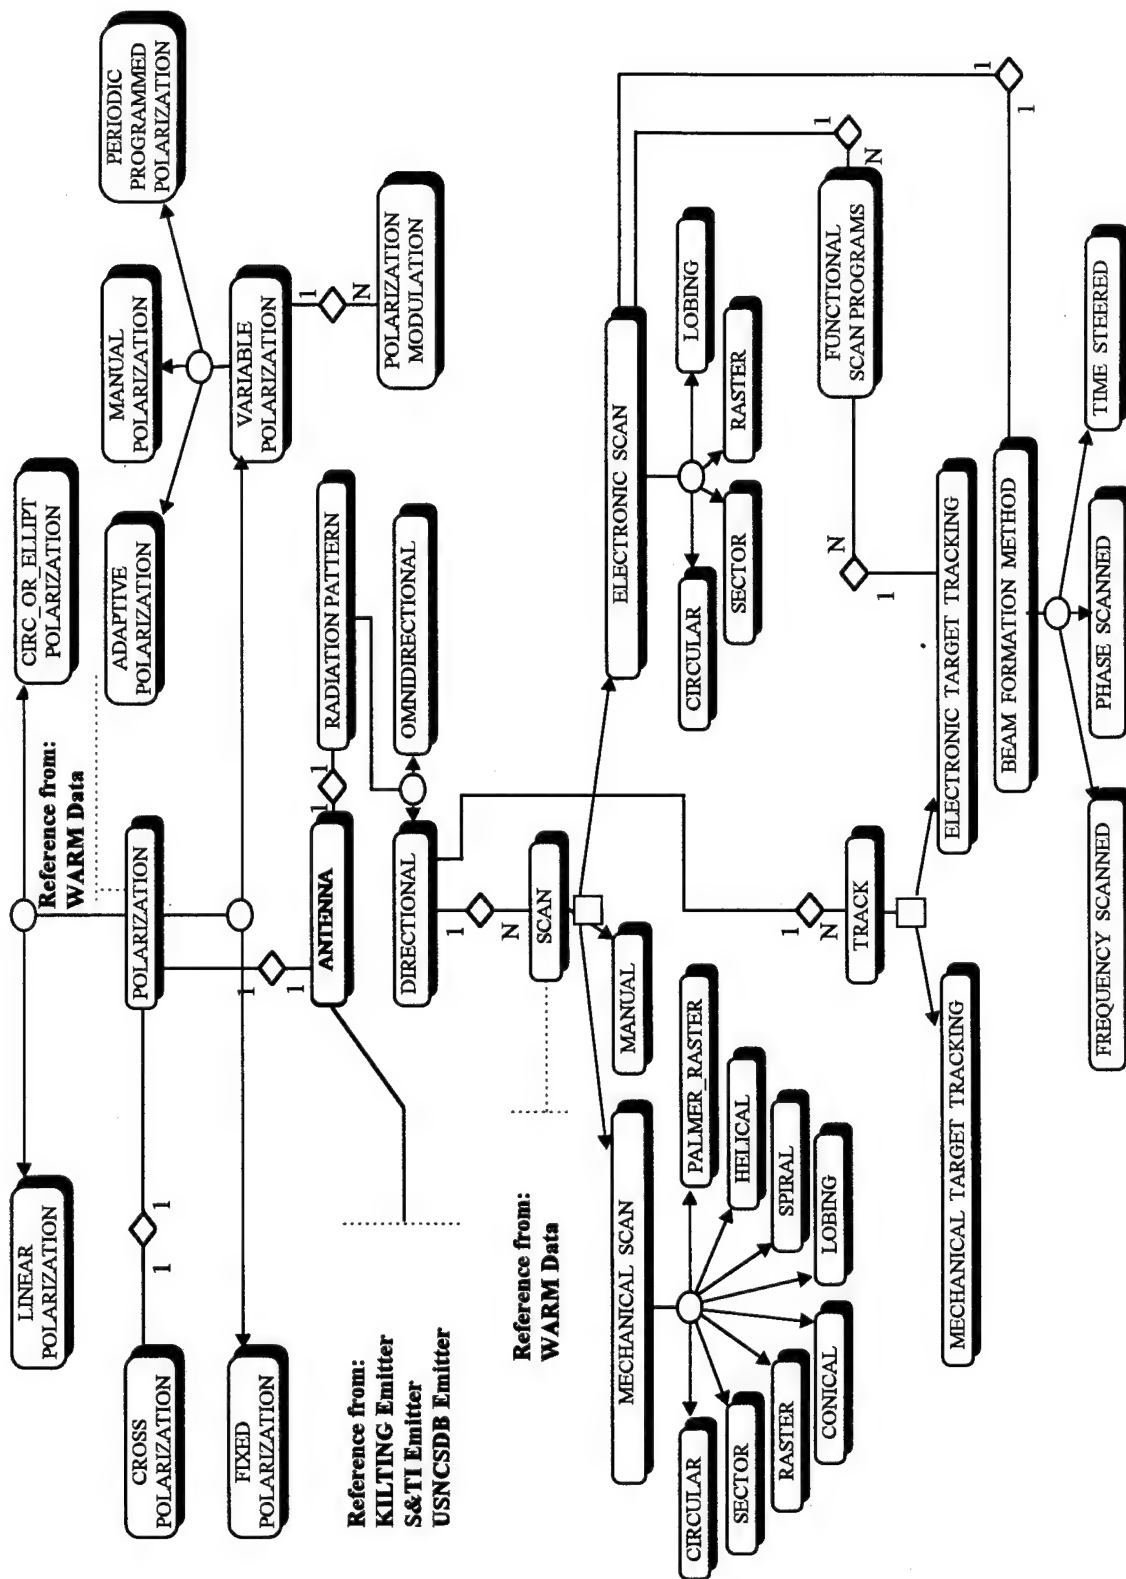 LINEAR
POLARIZATION
CIRC_OR_ELLIPT
POLARIZATION
Reference from:
WARM Data
CROSS
POLARIZATION
1
1
POLARIZATION
ADAPTIVE
POLARIZATION
MANUAL
POLARIZATION
PERIODIC
PROGRAMMED
POLARIZATION
FIXED
POLARIZATION
1
1
VARIABLE
POLARIZATION
1
N
POLARIZATION
MODULATION
ANTENNA
1
1
RADIATION PATTERN
Reference from:
KILTING Emitter
S&TI Emitter
USNCSDB Emitter
DIRECTIONAL
OMNIDIRECTIONAL
1
N
SCAN
Reference from:
WARM Data
MECHANICAL SCAN
MANUAL
ELECTRONIC SCAN
CIRCULAR
PALMER_RASTER
SECTOR
HELICAL
RASTER
SPIRAL
CONICAL
LOBING
CIRCULAR
LOBING
SECTOR
RASTER
1
N
FUNCTIONAL
SCAN PROGRAMS
1
N
TRACK
N
1
1
1
MECHANICAL TARGET TRACKING
ELECTRONIC TARGET TRACKING
BEAM FORMATION METHOD
FREQUENCY SCANNED
PHASE SCANNED
TIME STEERED